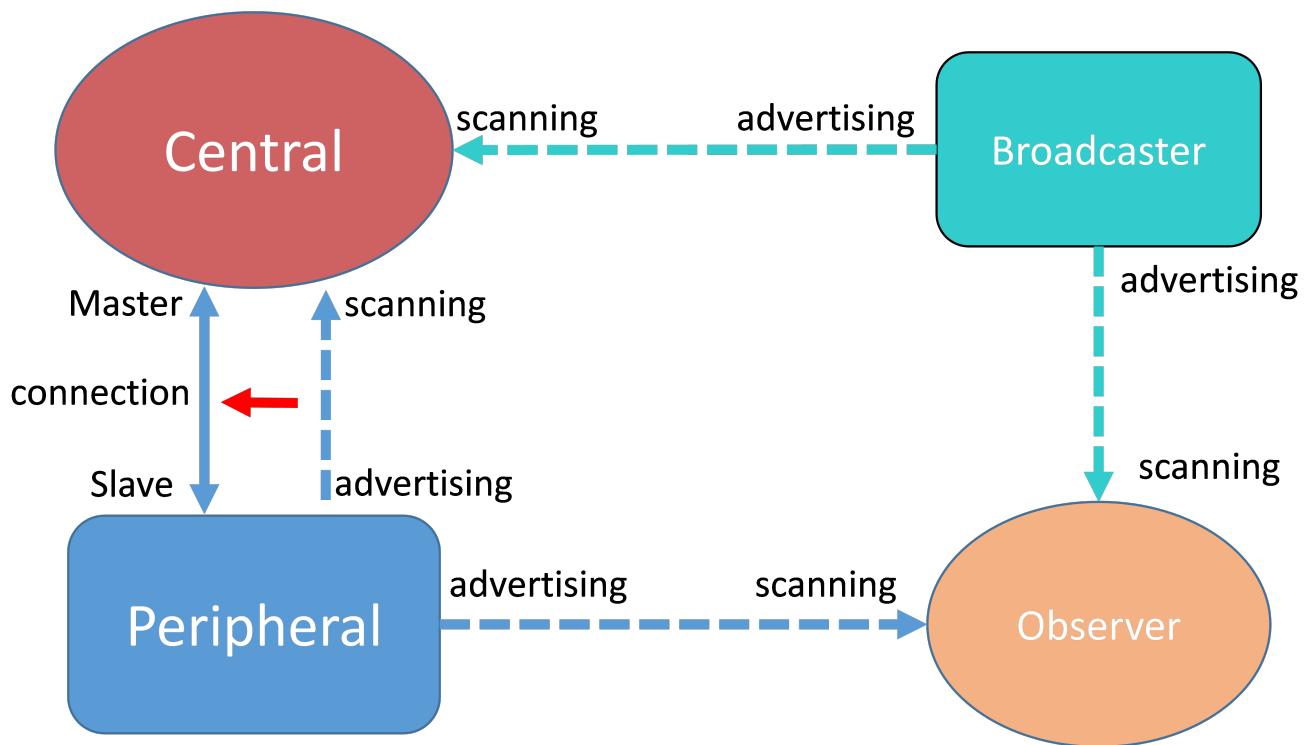 scanning
advertising
Central
Broadcaster
advertising
Master
scanning
connection
scanning
Slave
advertising
advertising
scanning
Peripheral
Observer